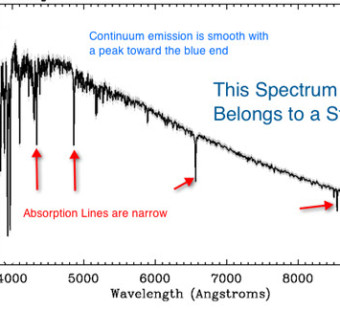 Continuum emission is smooth with
a peak toward the blue end
This Spectrum
Belongs to a
Absorption Lines are narrow
4000 5000 6000 7000 8000
Wavelength (Angstroms)